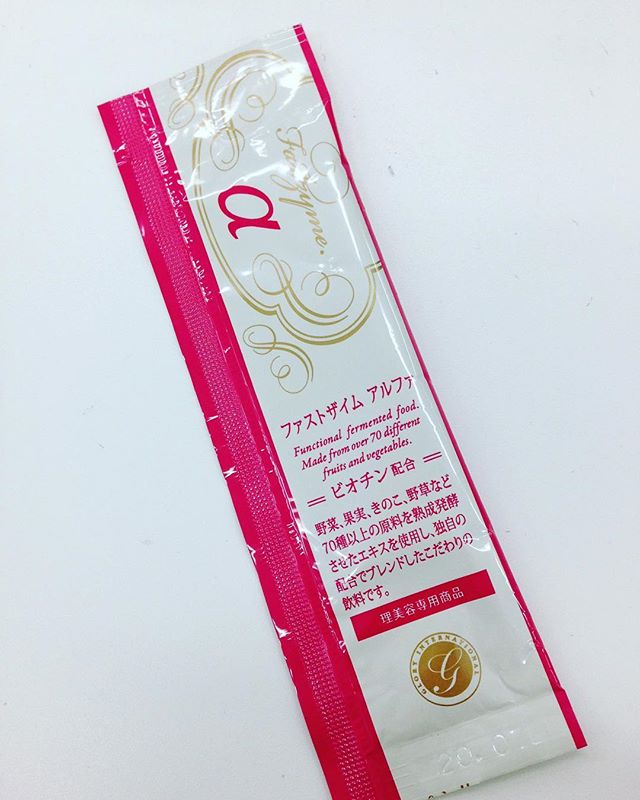 Fastzyme.
α
ファストザイム アルファ
Functional fermented food.
Made from over 70 different
fruits and vegetables.
ビオチン配合
野菜、果実、きのこ、野草など
70種以上の原料を熟成発酵
させたエキスを使用し、独自の
配合でブレンドしたこだわりの
飲料です。
理美容専用商品
GLORY INTERNATIONAL
G